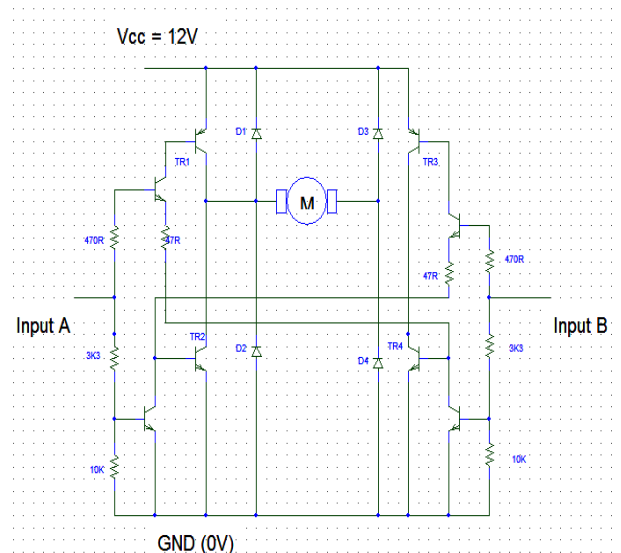 Vcc = 12V
D1
D3
TR1
TR3
M
470R
47R
47R
470R
Input A
Input B
TR2
D2
TR4
D4
3K3
3K3
10K
10K
GND (0V)